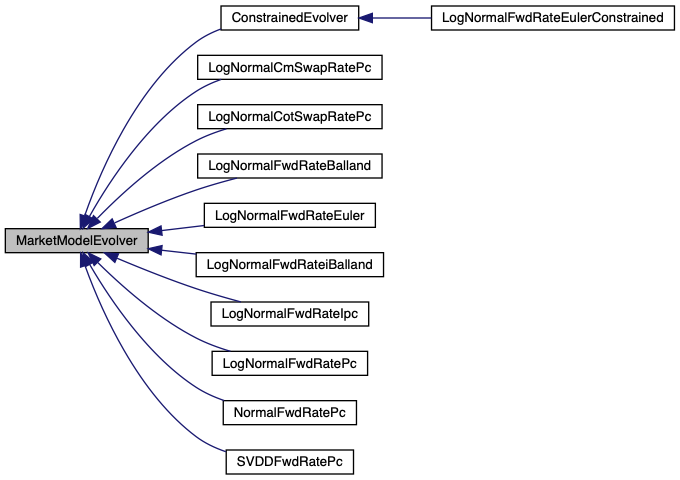 ConstrainedEvolver
LogNormalFwdRateEulerConstrained
LogNormalCmSwapRatePc
LogNormalCotSwapRatePc
LogNormalFwdRateBalland
LogNormalFwdRateEuler
MarketModelEvolver
LogNormalFwdRateiBalland
LogNormalFwdRateIpc
LogNormalFwdRatePc
NormalFwdRatePc
SVDDFwdRatePc